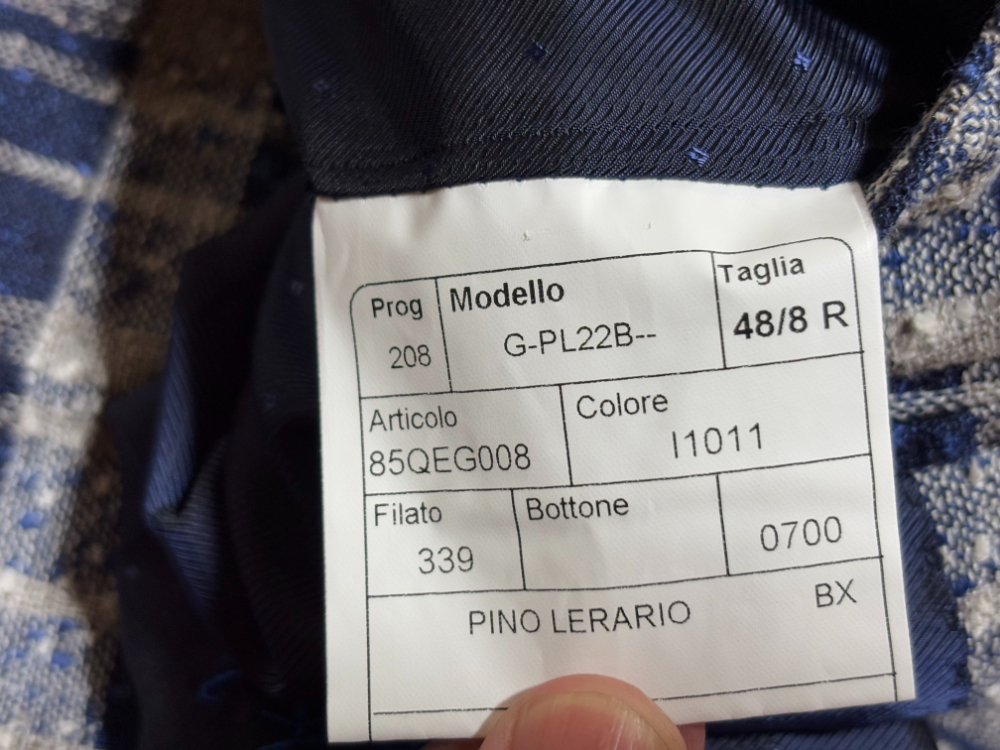 Prog Modello Taglia
208 G-PL22B-- 48/8 R
Articolo Colore
85QEG008 I1011
Filato Bottone
339 0700
PINO LERARIO BX